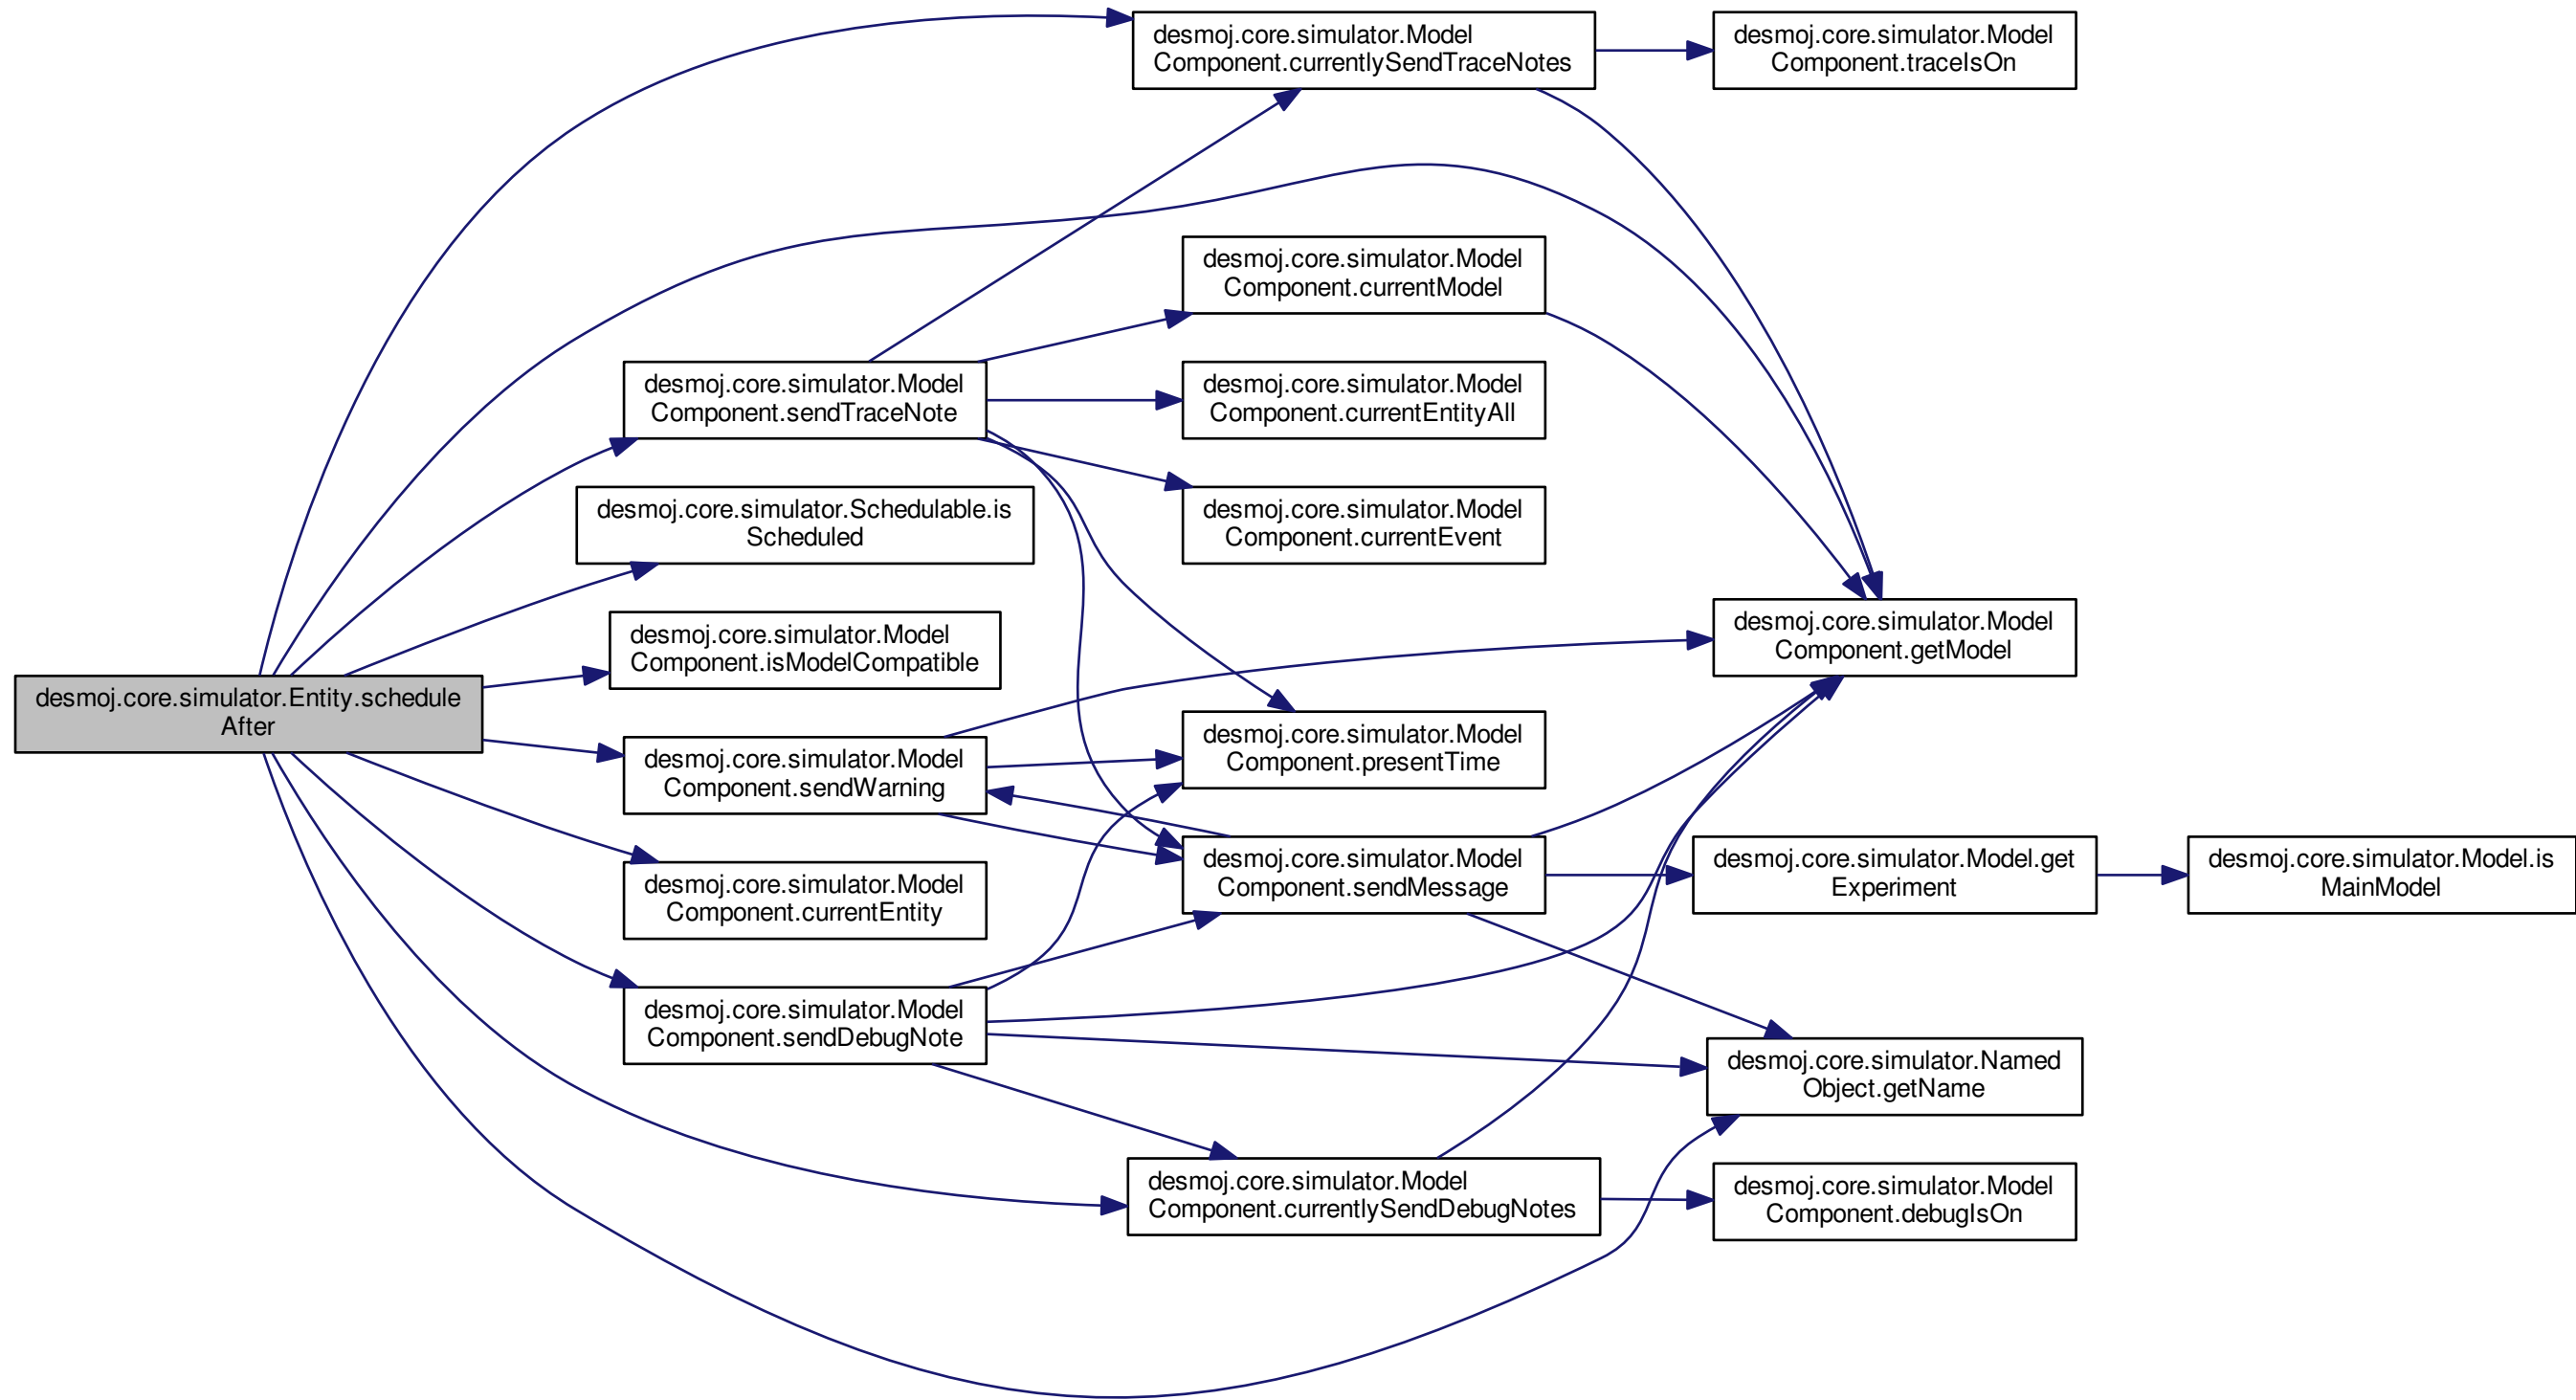 desmoj.core.simulator.Model
Component.currentlySendTraceNotes
desmoj.core.simulator.Model
Component.traceIsOn
desmoj.core.simulator.Model
Component.currentModel
desmoj.core.simulator.Model
Component.sendTraceNote
desmoj.core.simulator.Model
Component.currentEntityAll
desmoj.core.simulator.Schedulable.is
Scheduled
desmoj.core.simulator.Model
Component.currentEvent
desmoj.core.simulator.Model
Component.isModelCompatible
desmoj.core.simulator.Model
Component.getModel
desmoj.core.simulator.Entity.schedule
After
desmoj.core.simulator.Model
Component.sendWarning
desmoj.core.simulator.Model
Component.presentTime
desmoj.core.simulator.Model
Component.currentEntity
desmoj.core.simulator.Model
Component.sendMessage
desmoj.core.simulator.Model.get
Experiment
desmoj.core.simulator.Model.is
MainModel
desmoj.core.simulator.Model
Component.sendDebugNote
desmoj.core.simulator.Named
Object.getName
desmoj.core.simulator.Model
Component.currentlySendDebugNotes
desmoj.core.simulator.Model
Component.debugIsOn